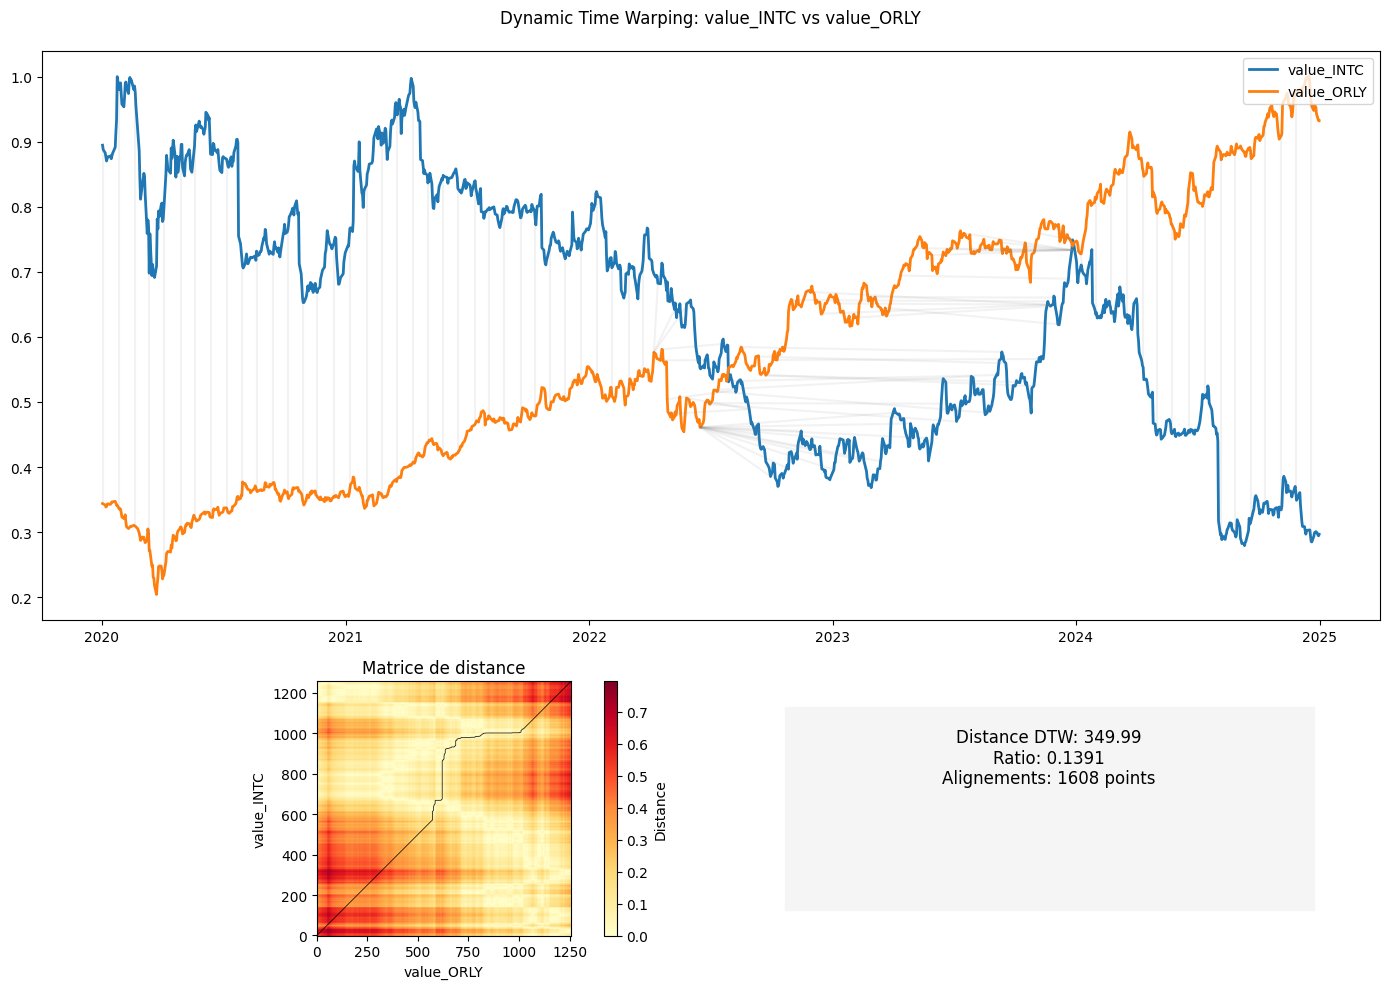 Dynamic Time Warping: value_INTC vs value_ORLY
value_INTC
value_ORLY
1.0
0.9
0.8
0.7
0.6
0.5
0.4
0.3
0.2
2020 2021 2022 2023 2024 2025
Matrice de distance
value_INTC
1200
1000
800
600
400
200
0
0 250 500 750 1000 1250
value_ORLY
0.7
0.6
0.5
0.4
0.3
0.2
0.1
0.0
Distance
Distance DTW: 349.99
Ratio: 0.1391
Alignements: 1608 points